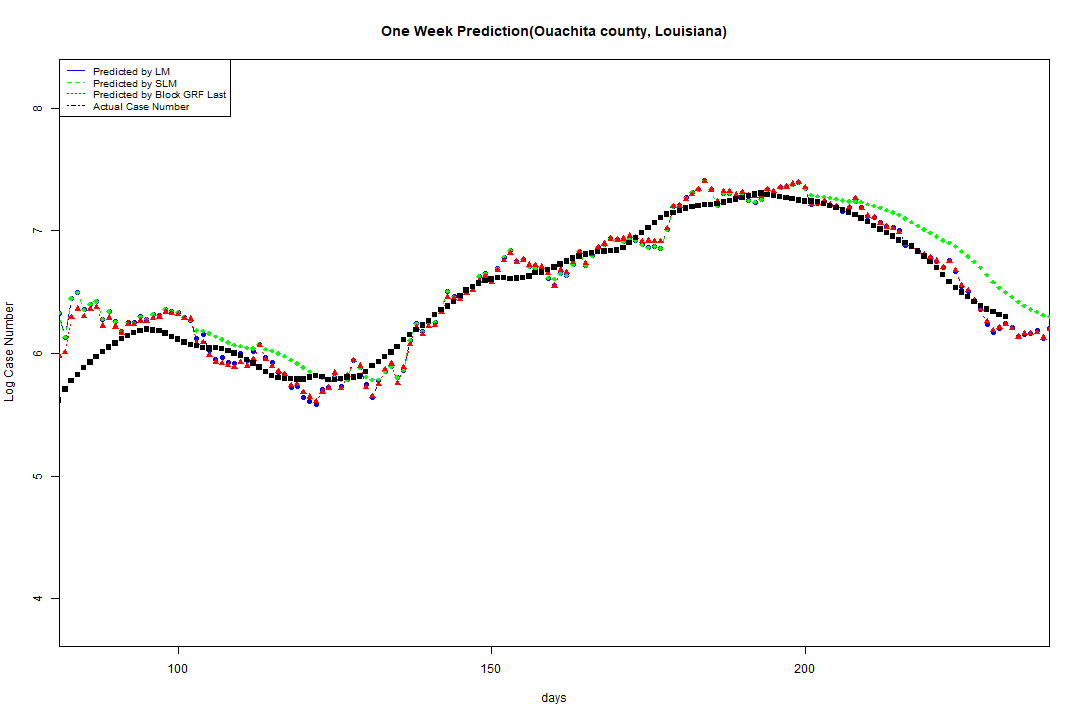 One Week Prediction(Ouachita county, Louisiana)
Predicted by LM
Predicted by SLM
Predicted by Block GRF Last
Actual Case Number
8
7
6
5
4
Log Case Number
100 150 200
days